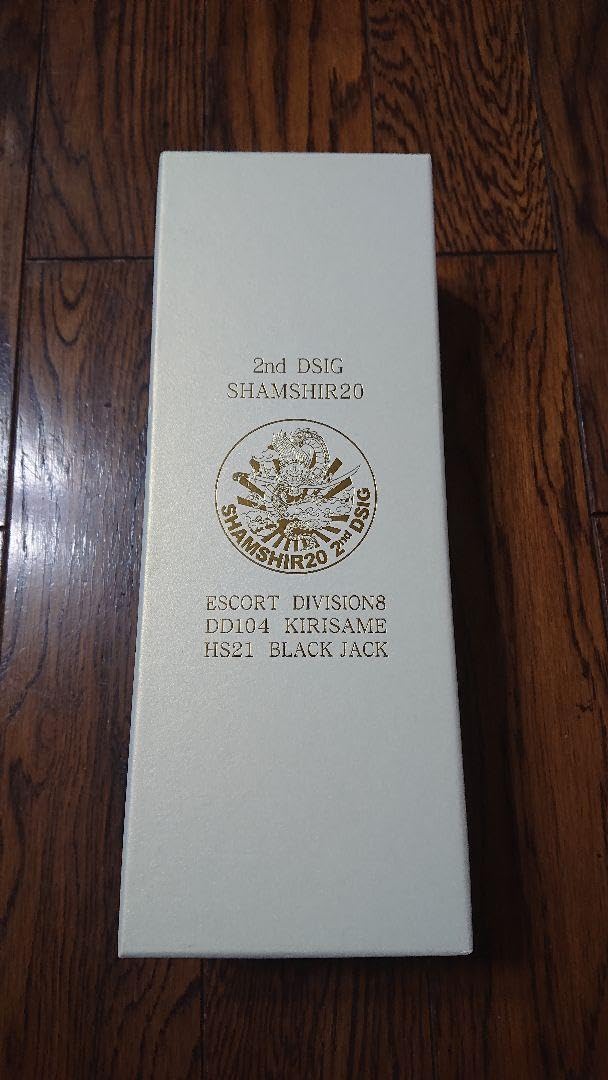 2nd DSIG
SHAMSHIR20
SHAMSHIR20 2nd DSIG
ESCORT DIVISION8
DD104 KIRISAME
HS21 BLACK JACK